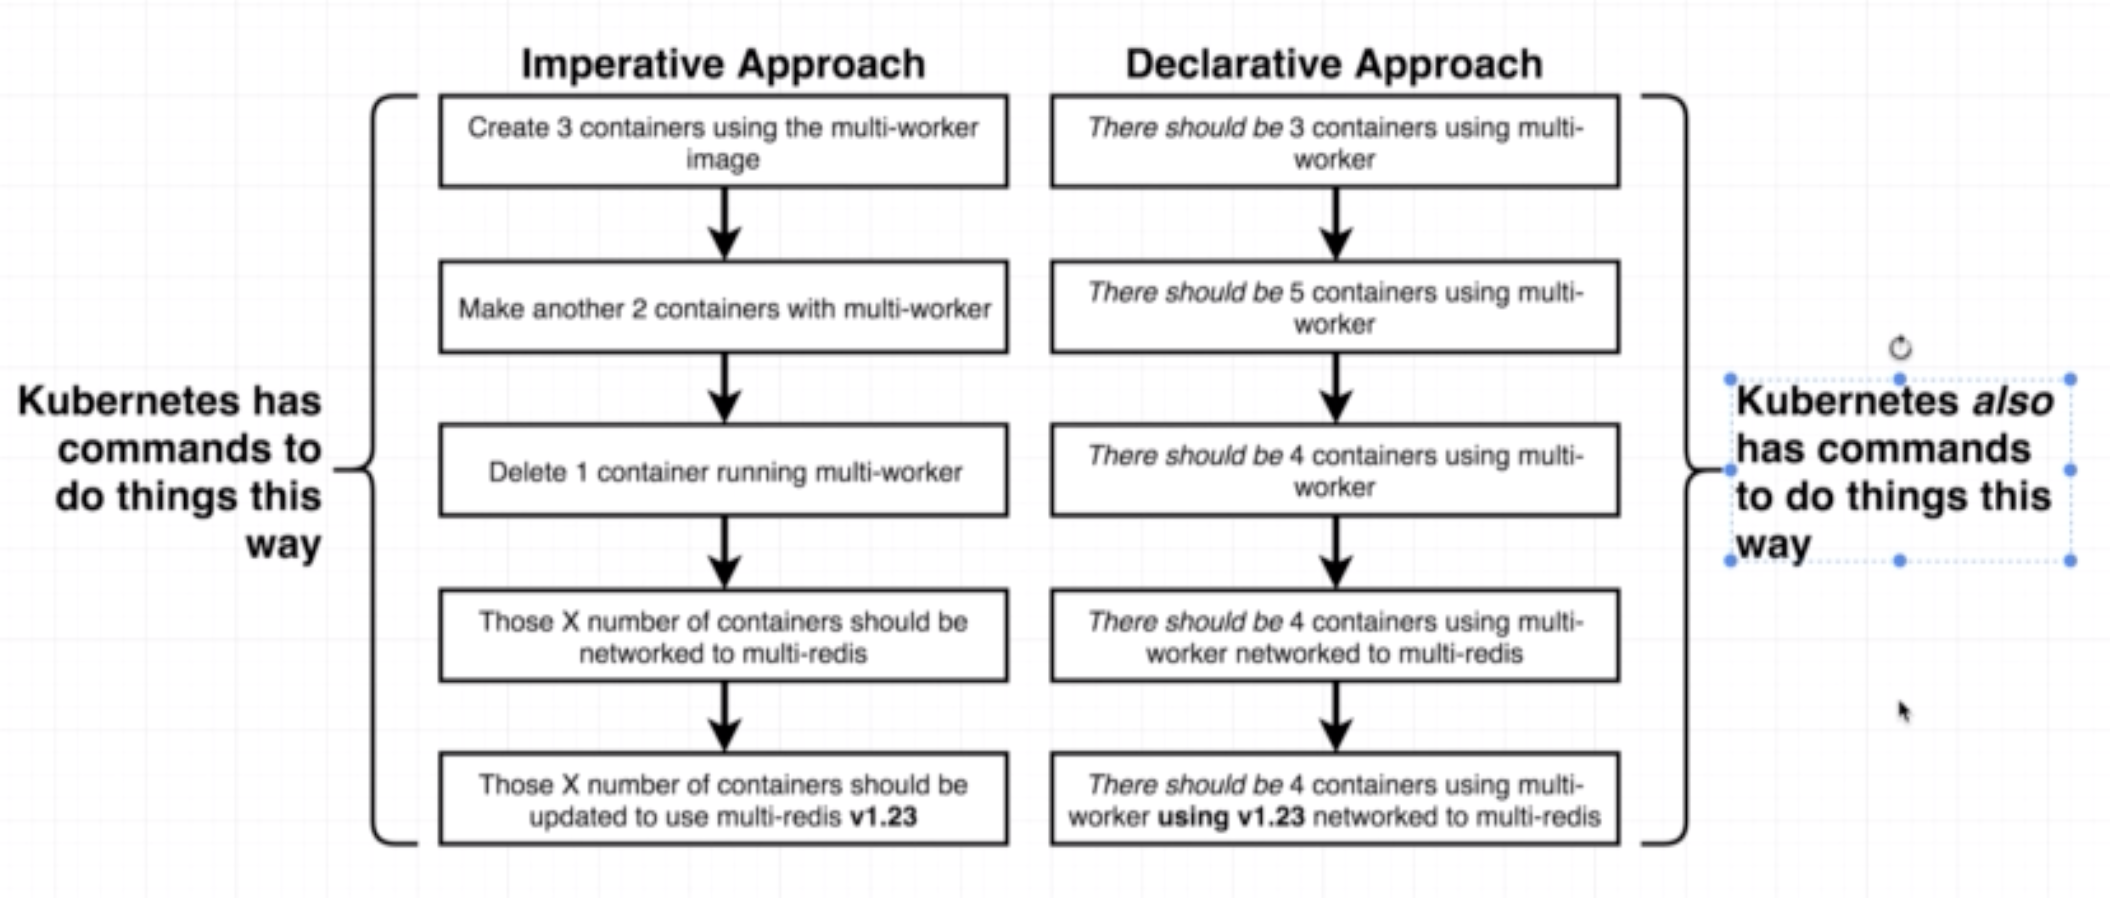 Imperative Approach
Create 3 containers using the multi-worker
image
Make another 2 containers with multi-worker
Delete 1 container running multi-worker
Those X number of containers should be
networked to multi-redis
Those X number of containers should be
updated to use multi-redis v1.23
Declarative Approach
There should be 3 containers using multi-
worker
There should be 5 containers using multi-
worker
There should be 4 containers using multi-
worker
There should be 4 containers using multi-
worker networked to multi-redis
There should be 4 containers using multi-
worker using v1.23 networked to multi-redis
Kubernetes has
commands to
do things this
way
Kubernetes also
has commands
to do things this
way